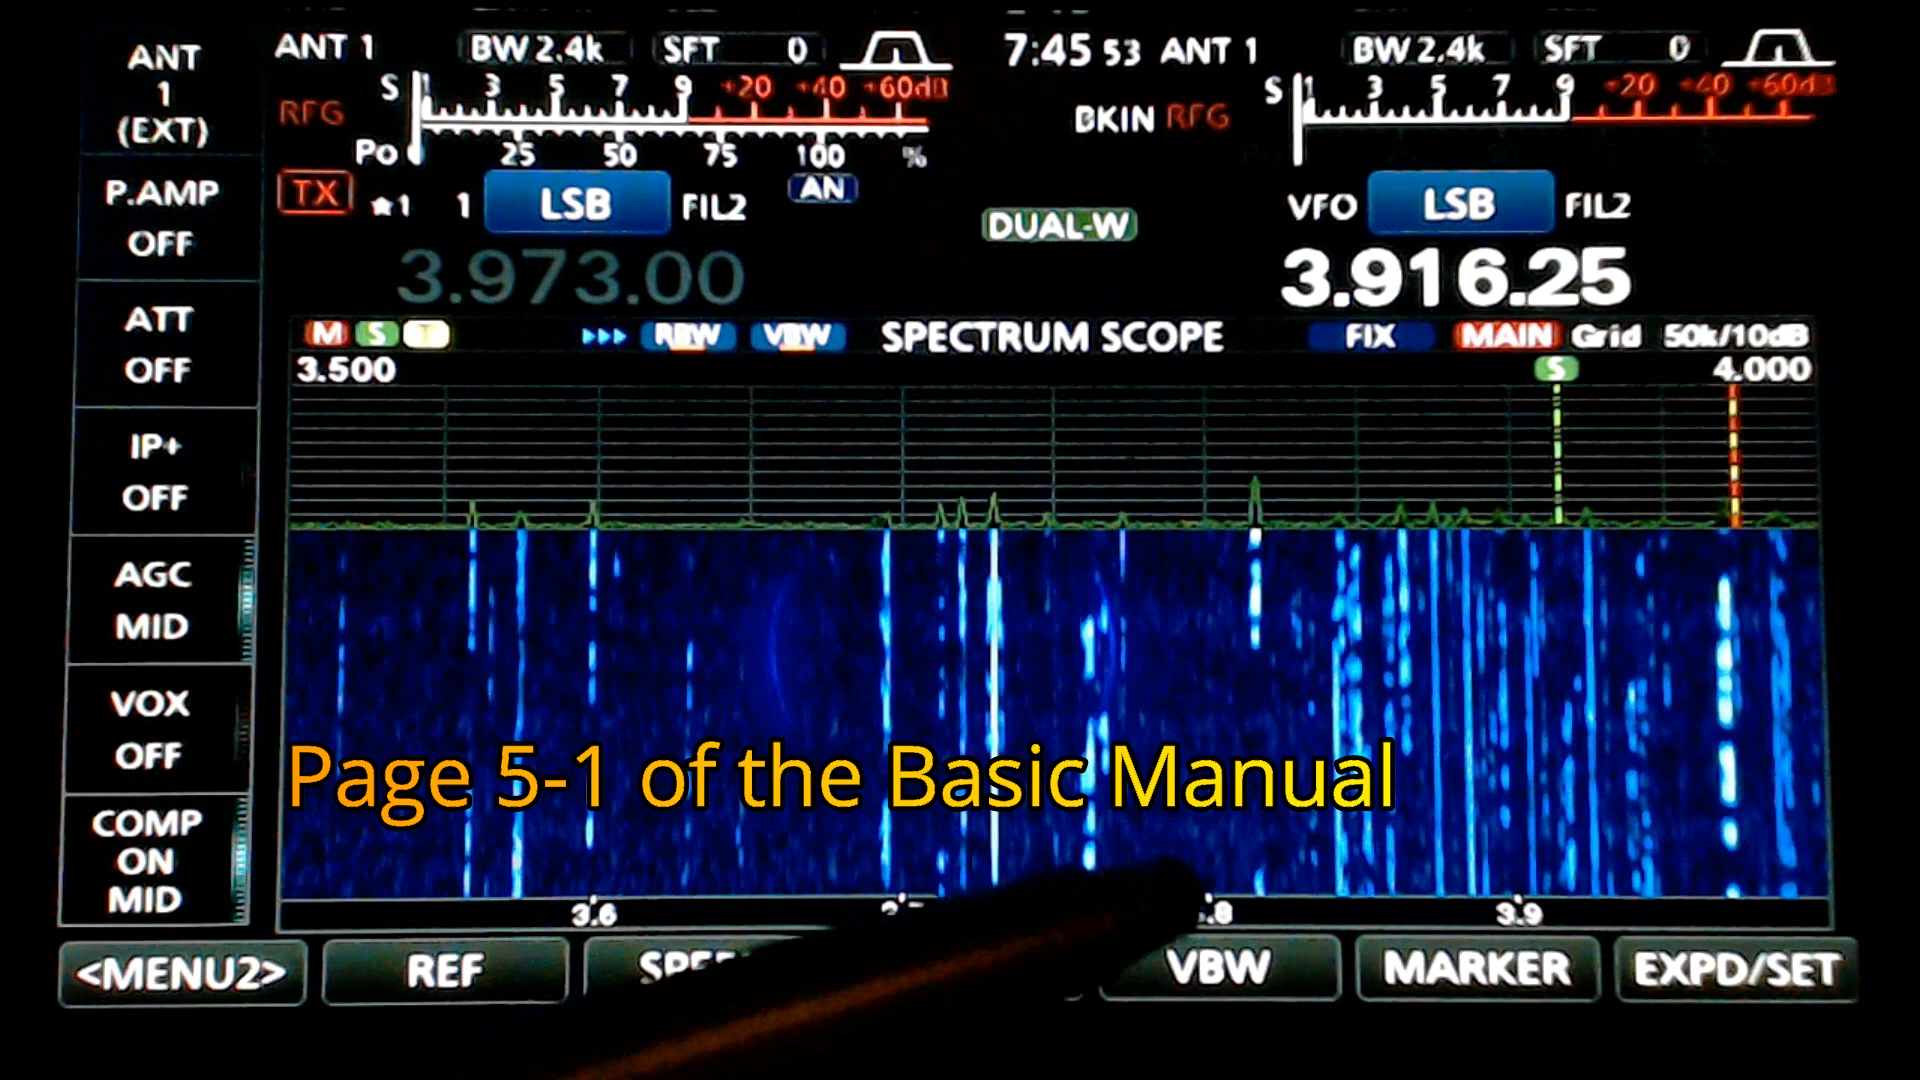 ANT
1
(EXT)
P.AMP
OFF
ATT
OFF
IP+
OFF
AGC
MID
VOX
OFF
COMP
ON
MID
ANT 1 BW 2.4k SFT 0 7:45 53 ANT 1 BW 2.4k SFT 0
S 1 3 5 7 9 +20 +40 +60dB S 1 3 5 7 9 +20 +40 +60dB
RFG BKIN RFG
Po 25 50 75 100 %
TX ★1 1 LSB FIL2 AN VFO LSB FIL2
DUAL-W
3.973.00 3.916.25
M S T ▸▸▸ RBW VBW SPECTRUM SCOPE FIX MAIN Grid 50k/10dB
3.500 S 4.000
Page 5-1 of the Basic Manual
3.6 .8 3.9
<MENU2> REF VBW MARKER EXPD/SET